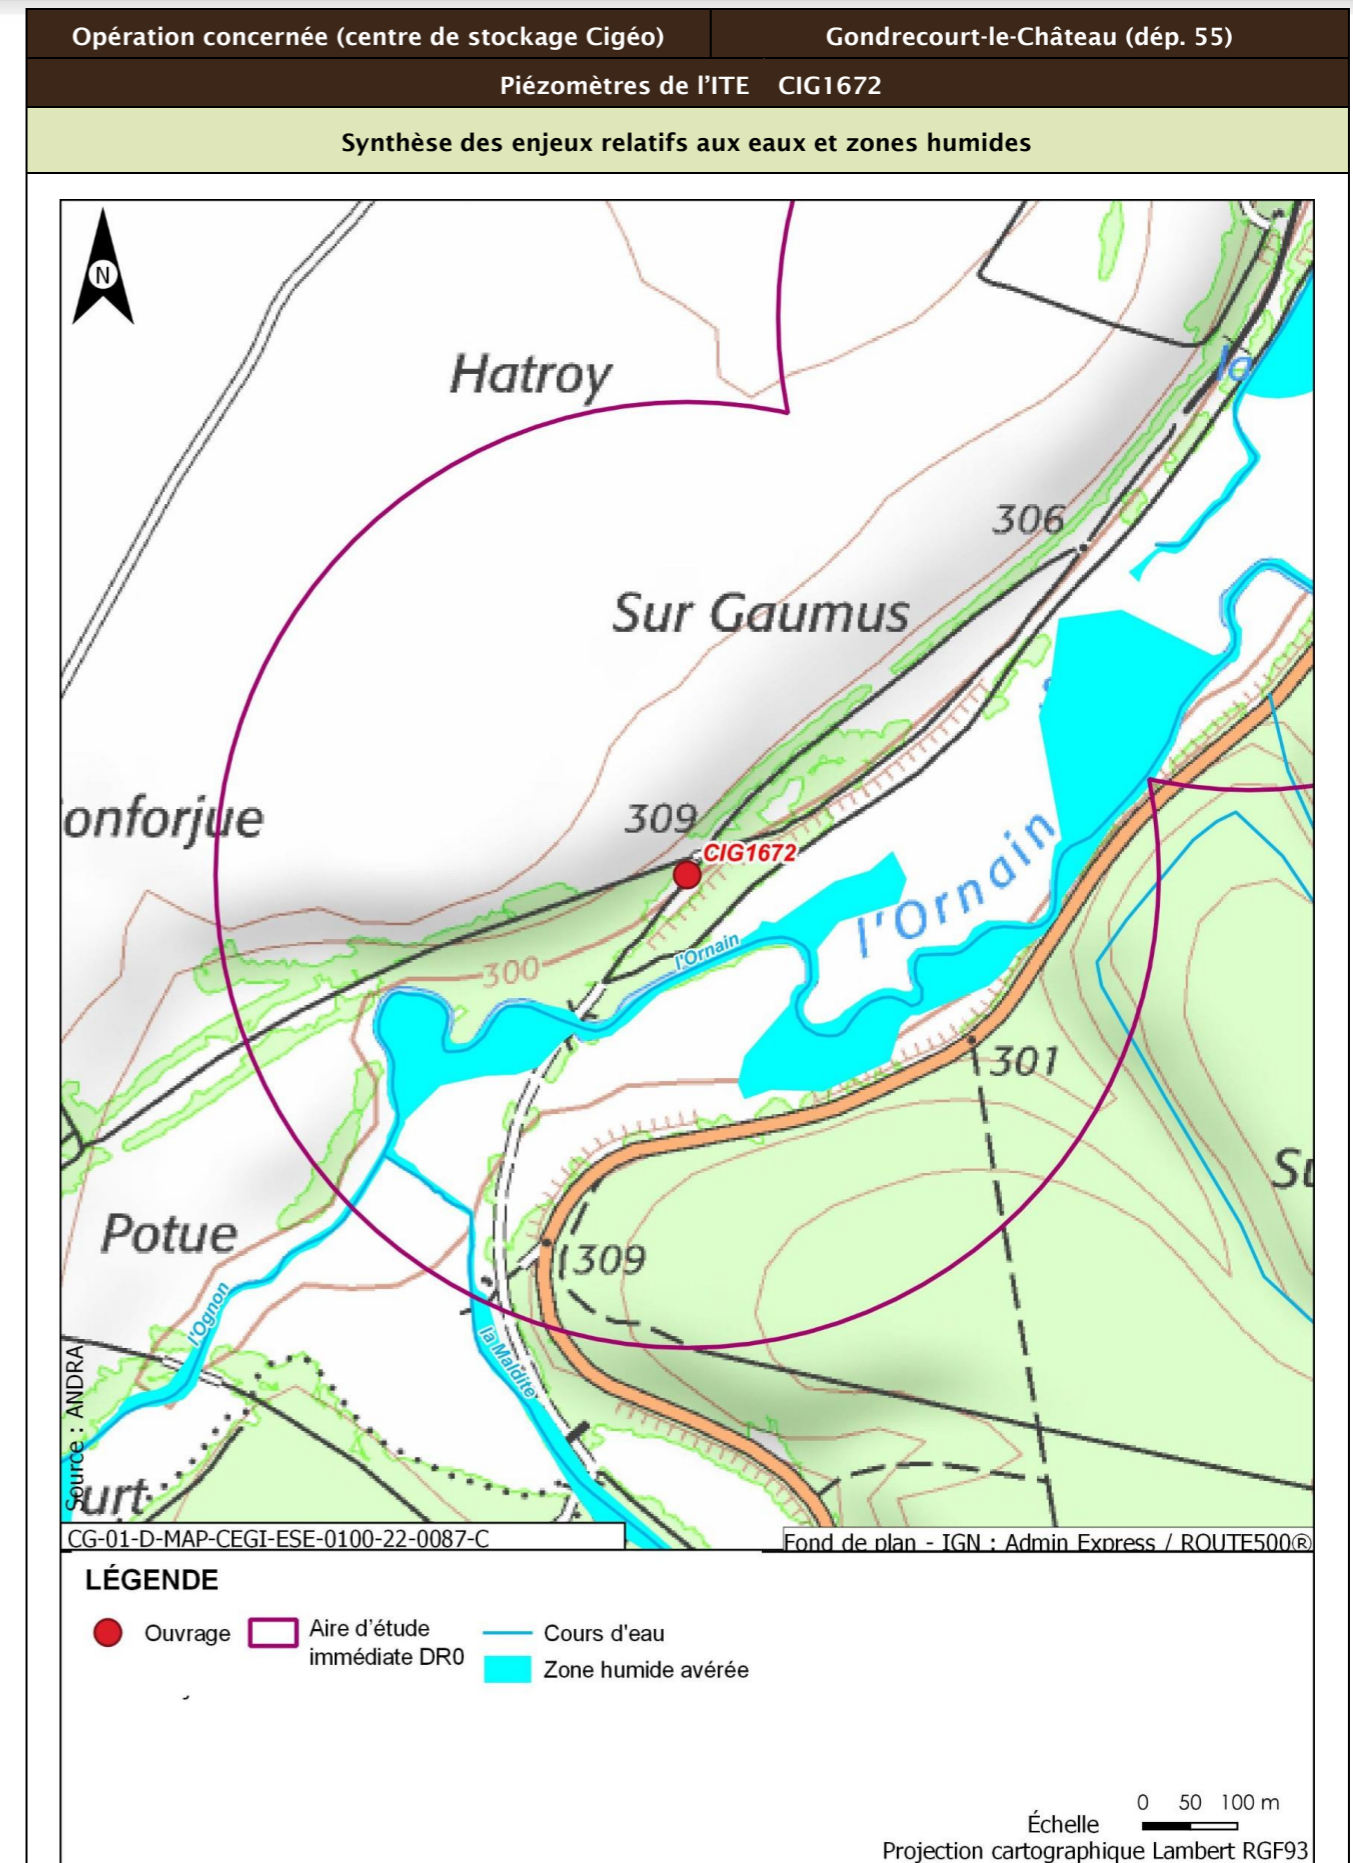 Opération concernée (centre de stockage Cigéo)
Gondrecourt-le-Château (dép. 55)
Piézomètres de l'ITE CIG1672
Synthèse des enjeux relatifs aux eaux et zones humides
N
Hatroy
la
306
Sur Gaumus
onforjue
309
CIG1672
l'Ornain
l'Ornain
300
301
Su
Potue
309
l'Ognon
la Maldite
Source : ANDRA
urt
CG-01-D-MAP-CEGI-ESE-0100-22-0087-C
Fond de plan - IGN : Admin Express / ROUTE500®
LÉGENDE
Ouvrage
Aire d'étude
immédiate DR0
Cours d'eau
Zone humide avérée
0 50 100 m
Échelle
Projection cartographique Lambert RGF93